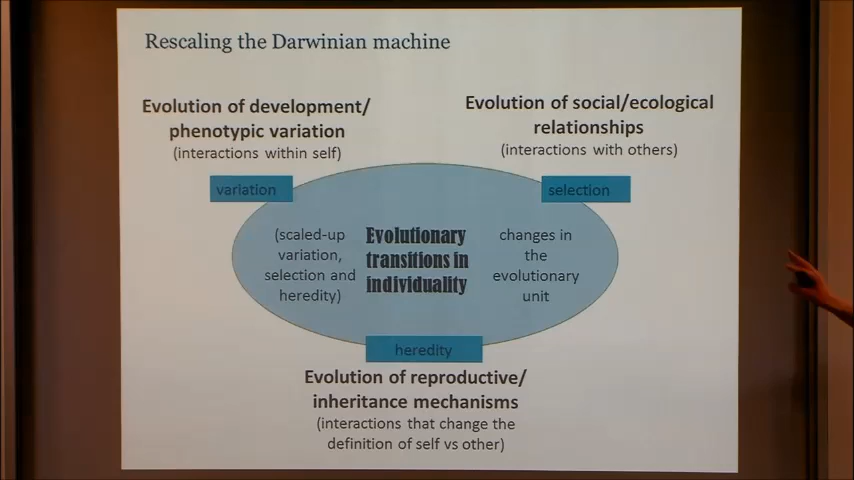 Rescaling the Darwinian machine
Evolution of development/
phenotypic variation
(interactions within self)
Evolution of social/ecological
relationships
(interactions with others)
variation
selection
(scaled-up
variation,
selection and
heredity)
Evolutionary
transitions in
individuality
changes in
the
evolutionary
unit
heredity
Evolution of reproductive/
inheritance mechanisms
(interactions that change the
definition of self vs other)